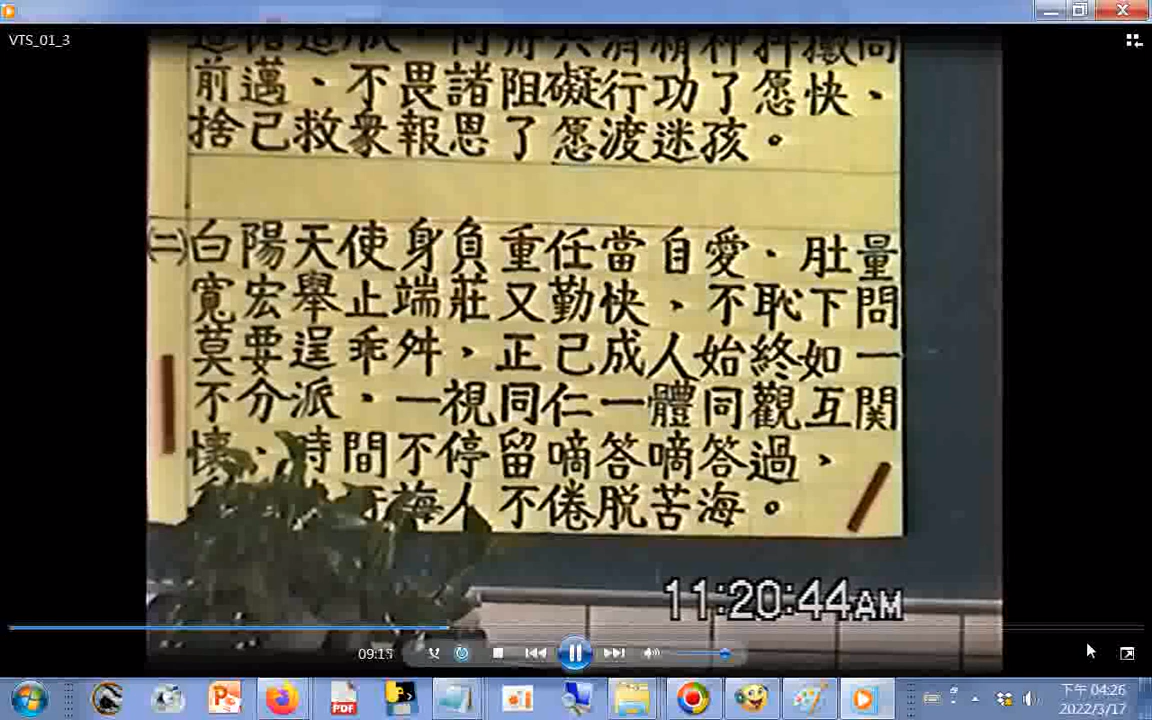 VTS_01_3
前邁、不畏諸阻礙行功了愿快、
捨己救衆報恩了愿渡迷孩。
(二)白陽天使身負重任當自愛、肚量
寬宏舉止端莊又勤快、不恥下問
莫要逞乖舛、正己成人始終如一
不分派、一視同仁一體同觀互関
懷、時間不停留嘀答嘀答過、
誨人不倦脱苦海。
11:20:44AM
09:15
下午 04:26
2022/3/17
PDF